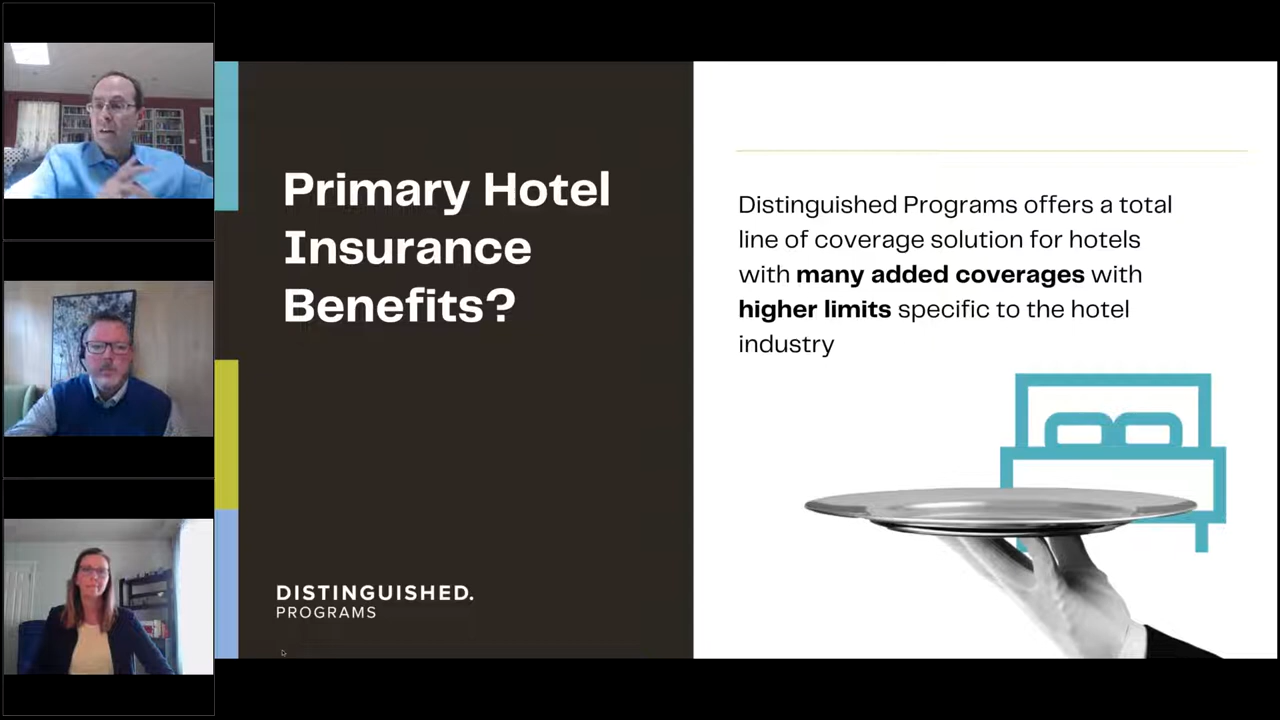 Primary Hotel
Insurance
Benefits?
DISTINGUISHED.
PROGRAMS
Distinguished Programs offers a total
line of coverage solution for hotels
with many added coverages with
higher limits specific to the hotel
industry